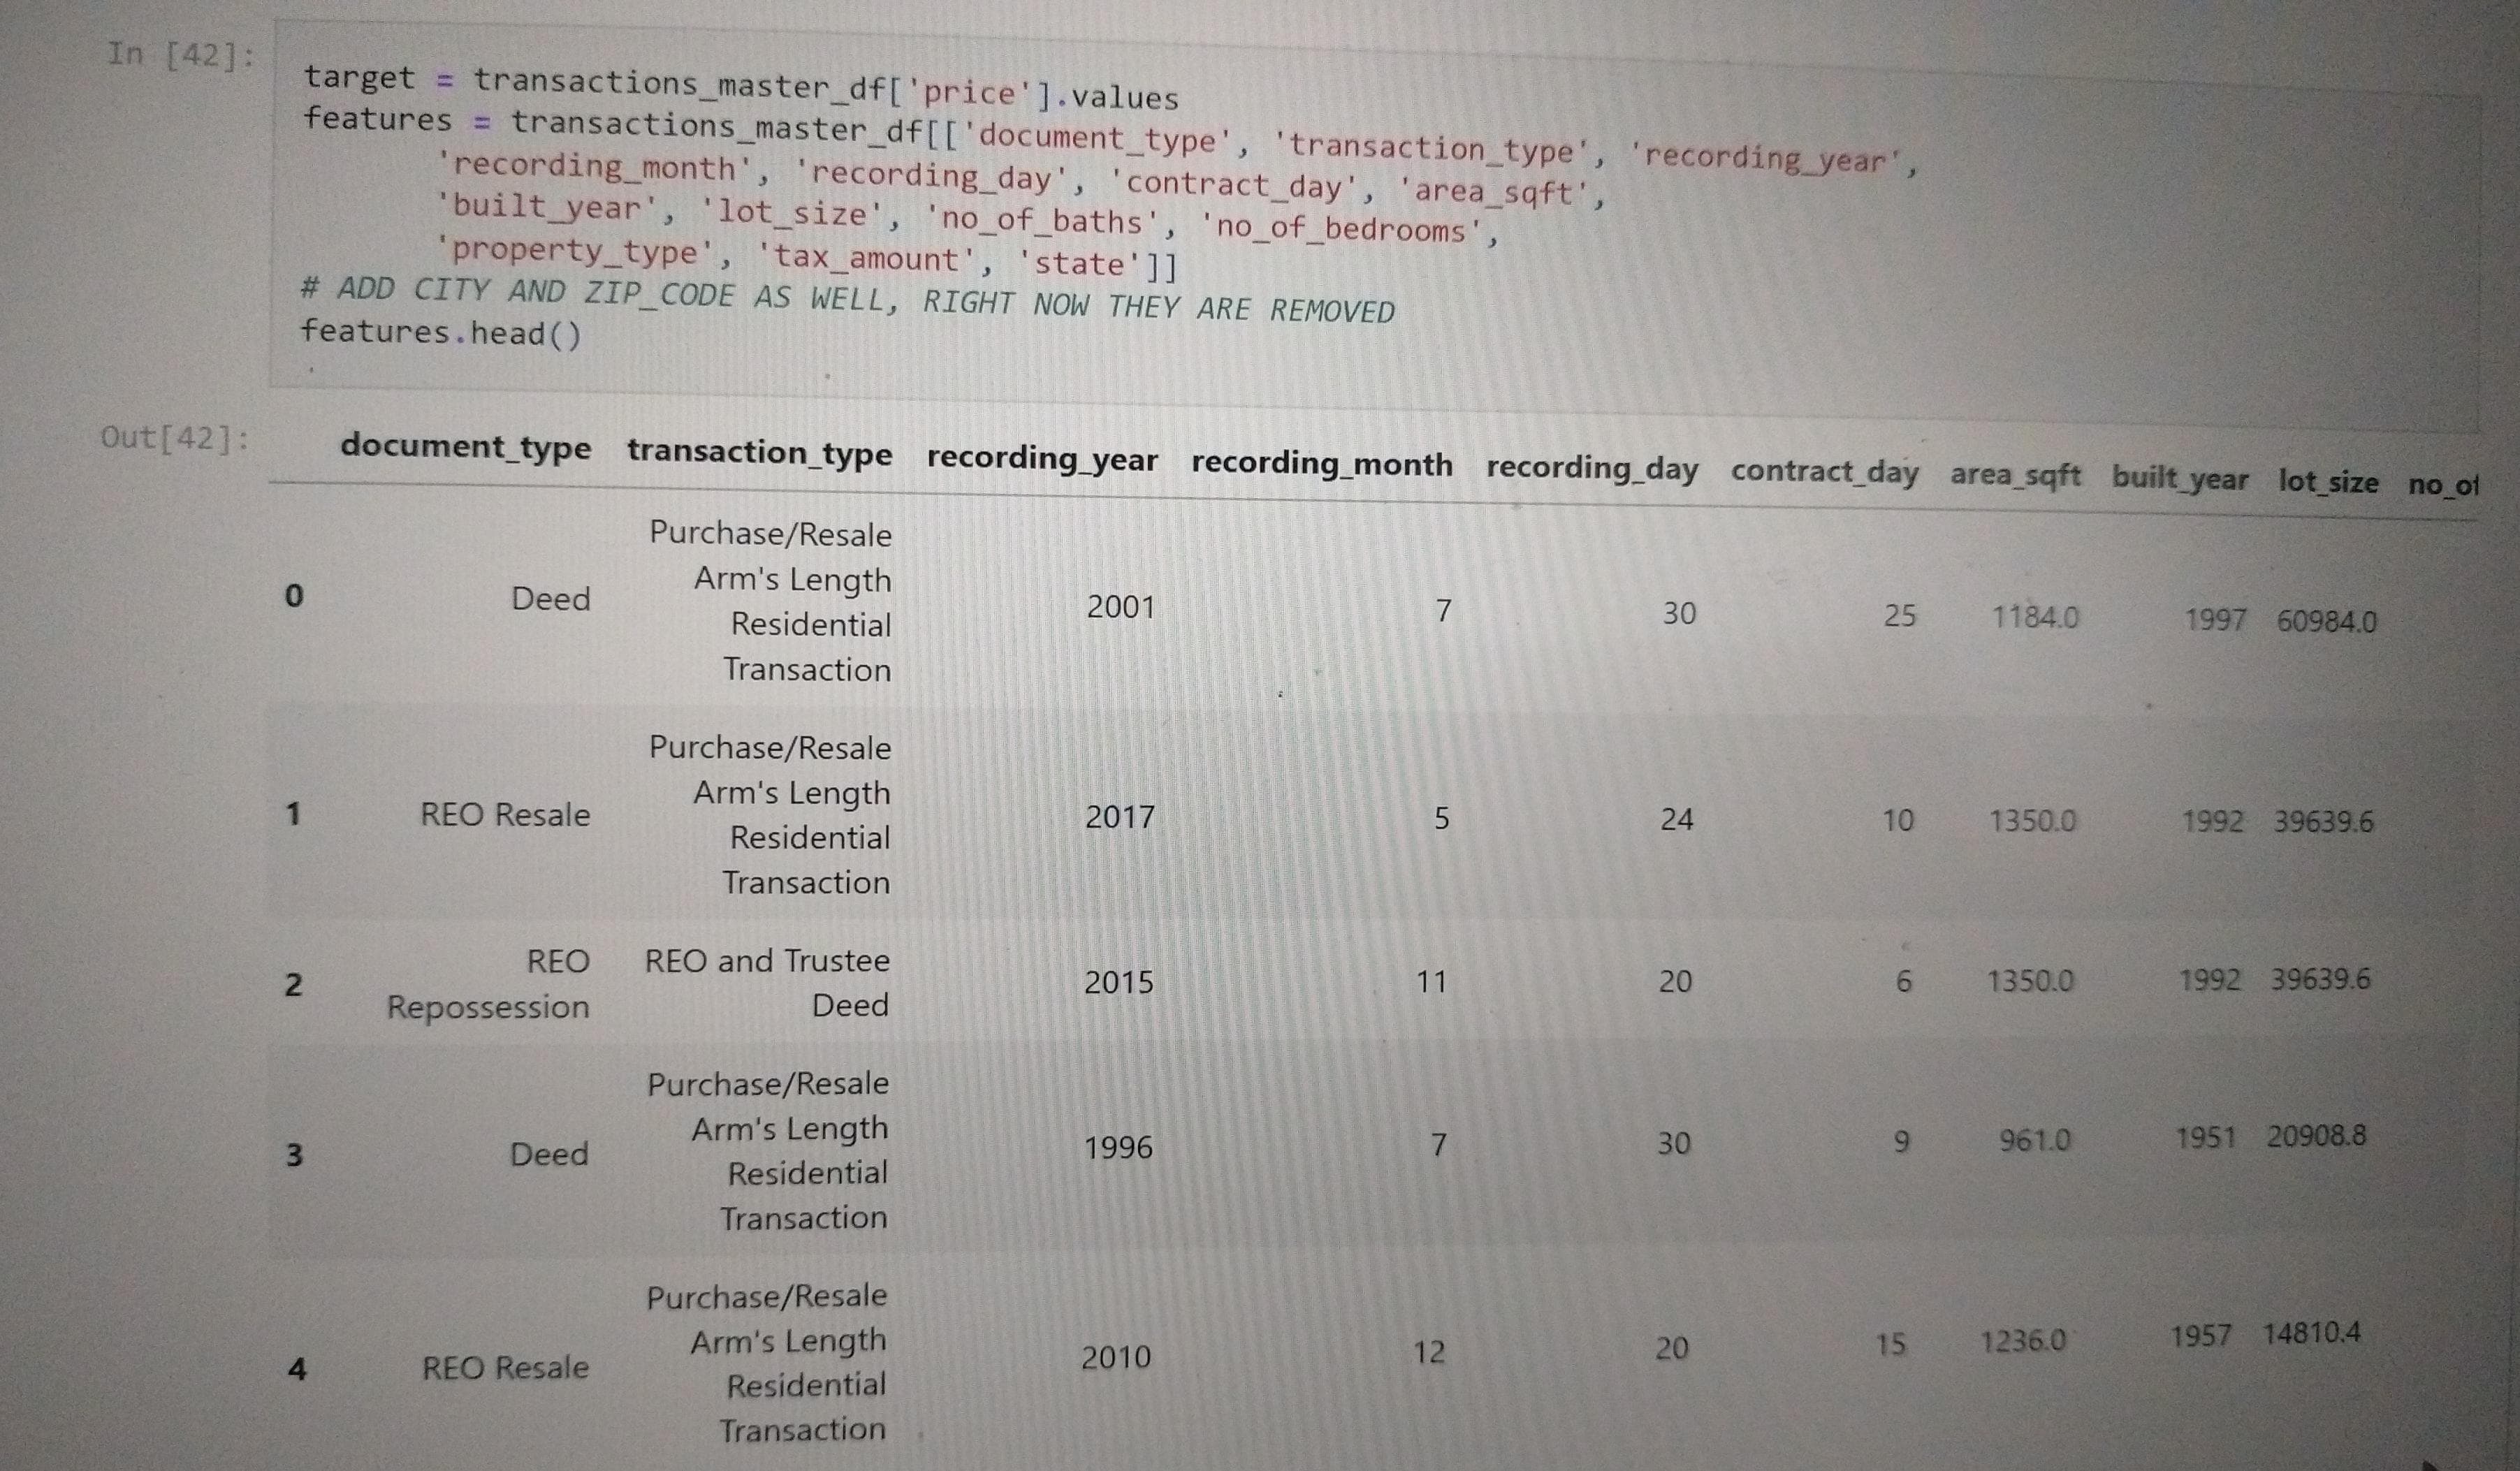 In [42]:
target = transactions_master_df['price'].values
features = transactions_master_df[['document_type', 'transaction_type', 'recording_year',
'recording_month', 'recording_day', 'contract_day', 'area_sqft',
'built_year', 'lot_size', 'no_of_baths', 'no_of_bedrooms',
'property_type', 'tax_amount', 'state']]
# ADD CITY AND ZIP_CODE AS WELL, RIGHT NOW THEY ARE REMOVED
features.head()
Out[42]:
document_type transaction_type recording_year recording_month recording_day contract_day area_sqft built_year lot_size no_of
Purchase/Resale
Arm's Length
0 Deed Residential 2001 7 30 25 1184.0 1997 60984.0
Transaction
Purchase/Resale
Arm's Length
1 REO Resale Residential 2017 5 24 10 1350.0 1992 39639.6
Transaction
REO REO and Trustee
2 2015 11 20 6 1350.0 1992 39639.6
Repossession Deed
Purchase/Resale
Arm's Length
3 Deed Residential 1996 7 30 9 961.0 1951 20908.8
Transaction
Purchase/Resale
Arm's Length
4 REO Resale Residential 2010 12 20 15 1236.0 1957 14810.4
Transaction